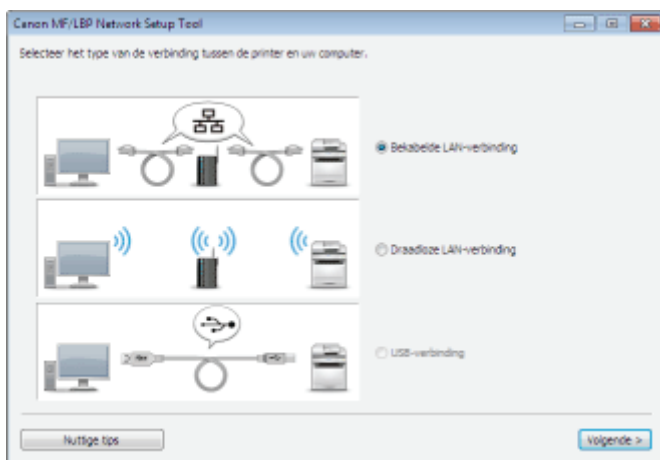 Canon MF/LBP Network Setup Tool
Selecteer het type van de verbinding tussen de printer en uw computer.
Bekabelde LAN-verbinding
Draadloze LAN-verbinding
USB-verbinding
Nuttige tips
Volgende >